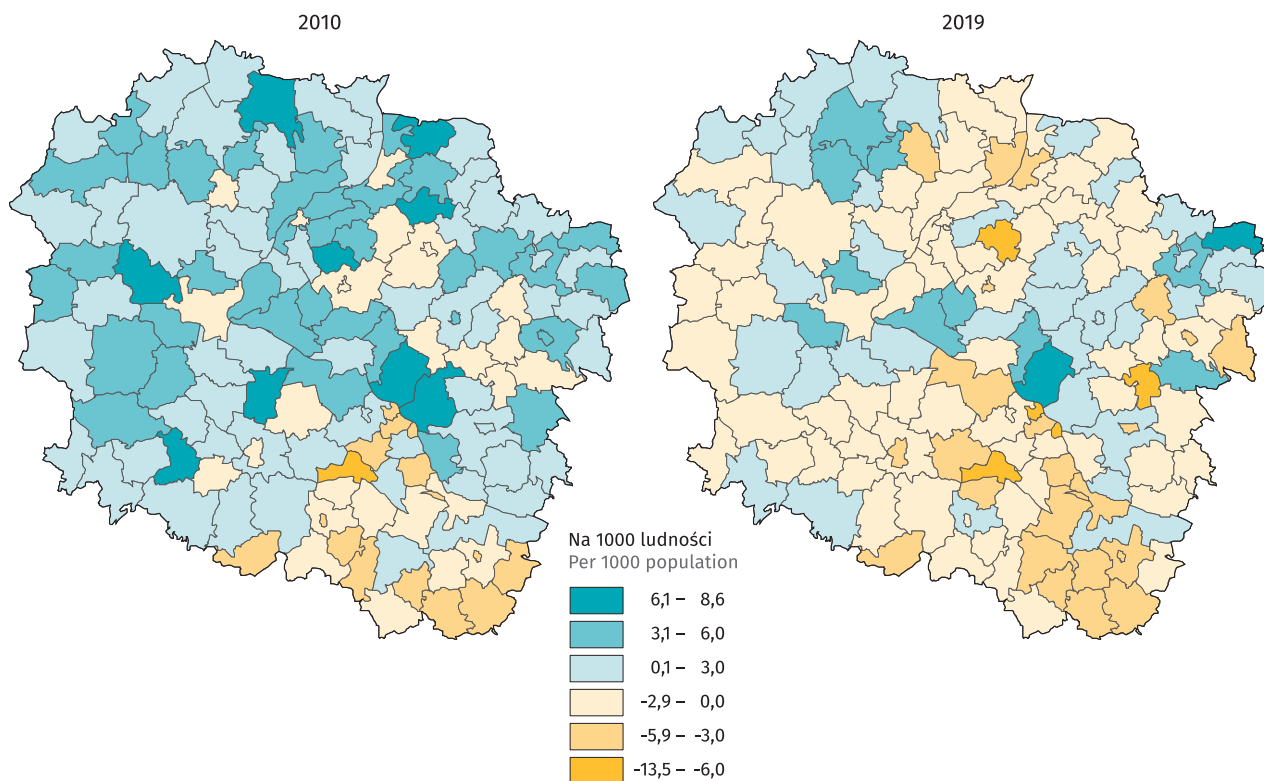 2010
2019
Na 1000 ludności
Per 1000 population
6,1 – 8,6
3,1 – 6,0
0,1 – 3,0
-2,9 – 0,0
-5,9 – -3,0
-13,5 – -6,0